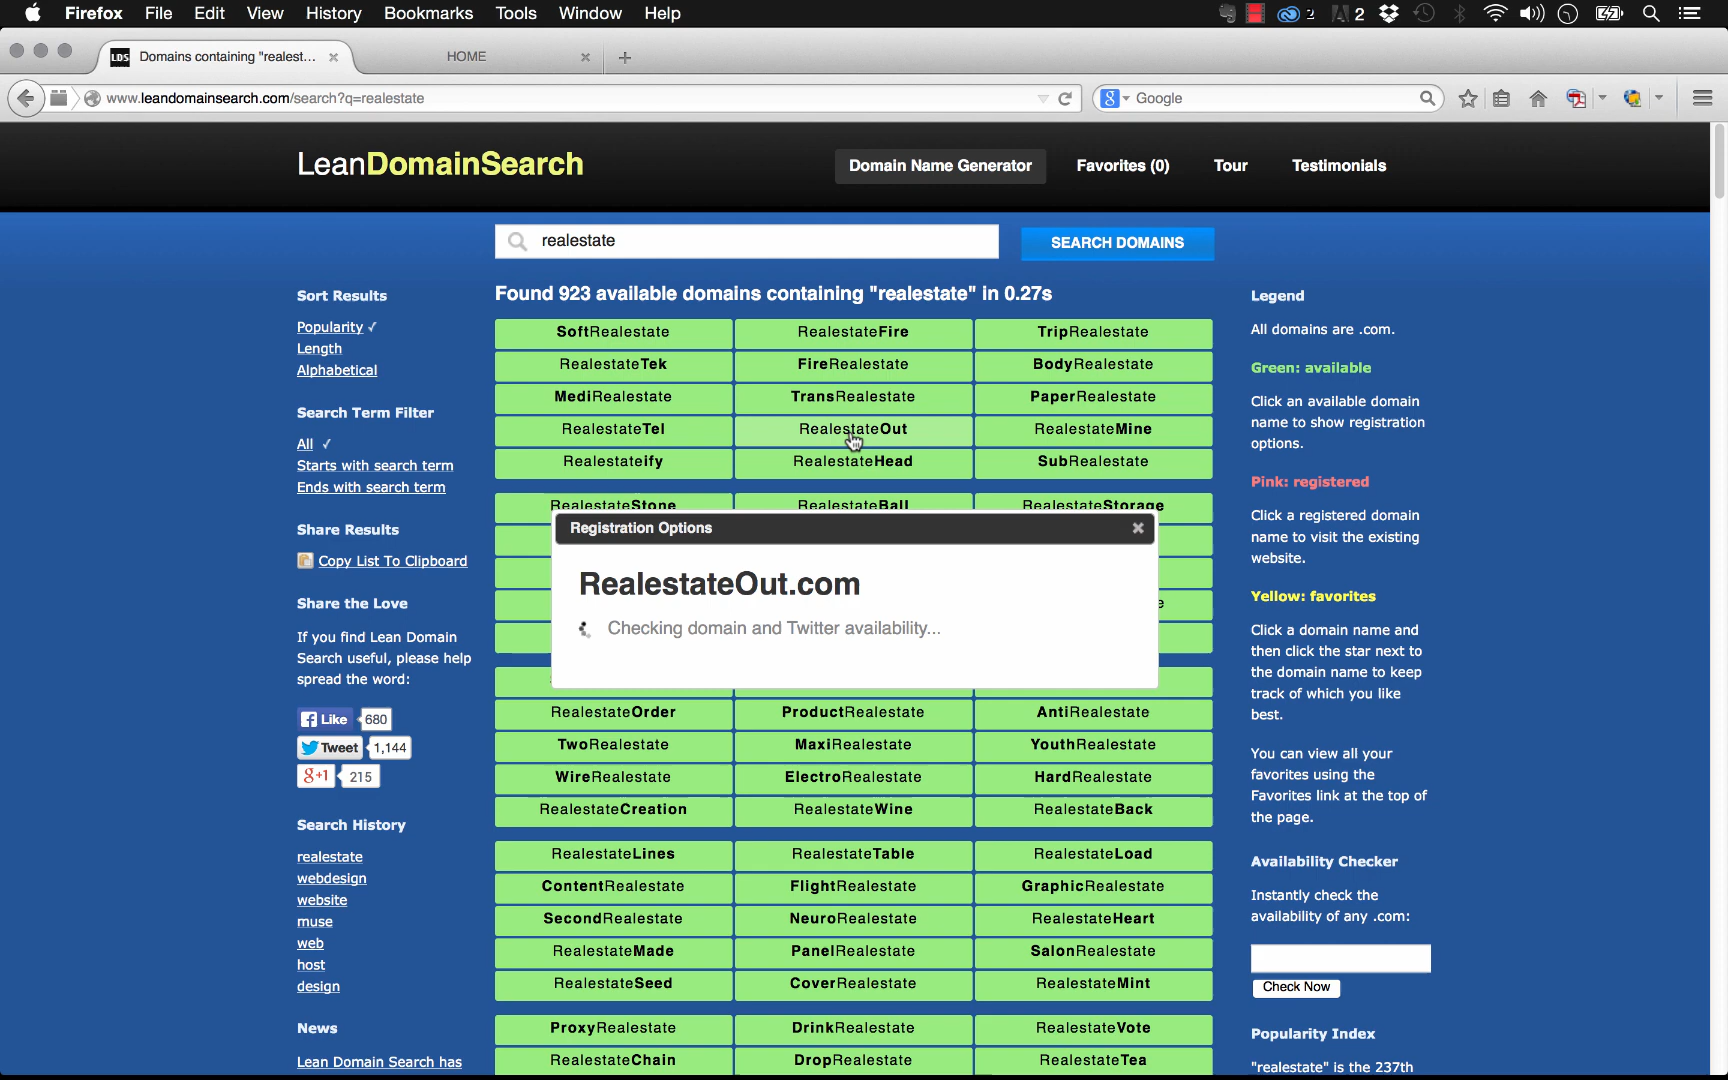 Firefox File Edit View History Bookmarks Tools Window Help 2 2
LDS Domains containing "realest... HOME
www.leandomainsearch.com/search?q=realestate Google
LeanDomainSearch
Domain Name Generator Favorites (0) Tour Testimonials
realestate SEARCH DOMAINS
Found 923 available domains containing "realestate" in 0.27s
Sort Results
Popularity ✓
Length
Alphabetical
Search Term Filter
All ✓
Starts with search term
Ends with search term
Share Results
Copy List To Clipboard
Share the Love
If you find Lean Domain
Search useful, please help
spread the word:
Like 680
Tweet 1,144
g+1 215
Search History
realestate
webdesign
website
muse
web
host
design
News
Lean Domain Search has
SoftRealestate RealestateFire TripRealestate
RealestateTek FireRealestate BodyRealestate
MediRealestate TransRealestate PaperRealestate
RealestateTel RealestateOut RealestateMine
Realestateify RealestateHead SubRealestate
RealestateStone RealestateBall RealestateStorage
Registration Options
RealestateOut.com
Checking domain and Twitter availability...
e
RealestateOrder ProductRealestate AntiRealestate
TwoRealestate MaxiRealestate YouthRealestate
WireRealestate ElectroRealestate HardRealestate
RealestateCreation RealestateWine RealestateBack
RealestateLines RealestateTable RealestateLoad
ContentRealestate FlightRealestate GraphicRealestate
SecondRealestate NeuroRealestate RealestateHeart
RealestateMade PanelRealestate SalonRealestate
RealestateSeed CoverRealestate RealestateMint
ProxyRealestate DrinkRealestate RealestateVote
RealestateChain DropRealestate RealestateTea
Legend
All domains are .com.
Green: available
Click an available domain
name to show registration
options.
Pink: registered
Click a registered domain
name to visit the existing
website.
Yellow: favorites
Click a domain name and
then click the star next to
the domain name to keep
track of which you like
best.
You can view all your
favorites using the
Favorites link at the top of
the page.
Availability Checker
Instantly check the
availability of any .com:
Check Now
Popularity Index
"realestate" is the 237th